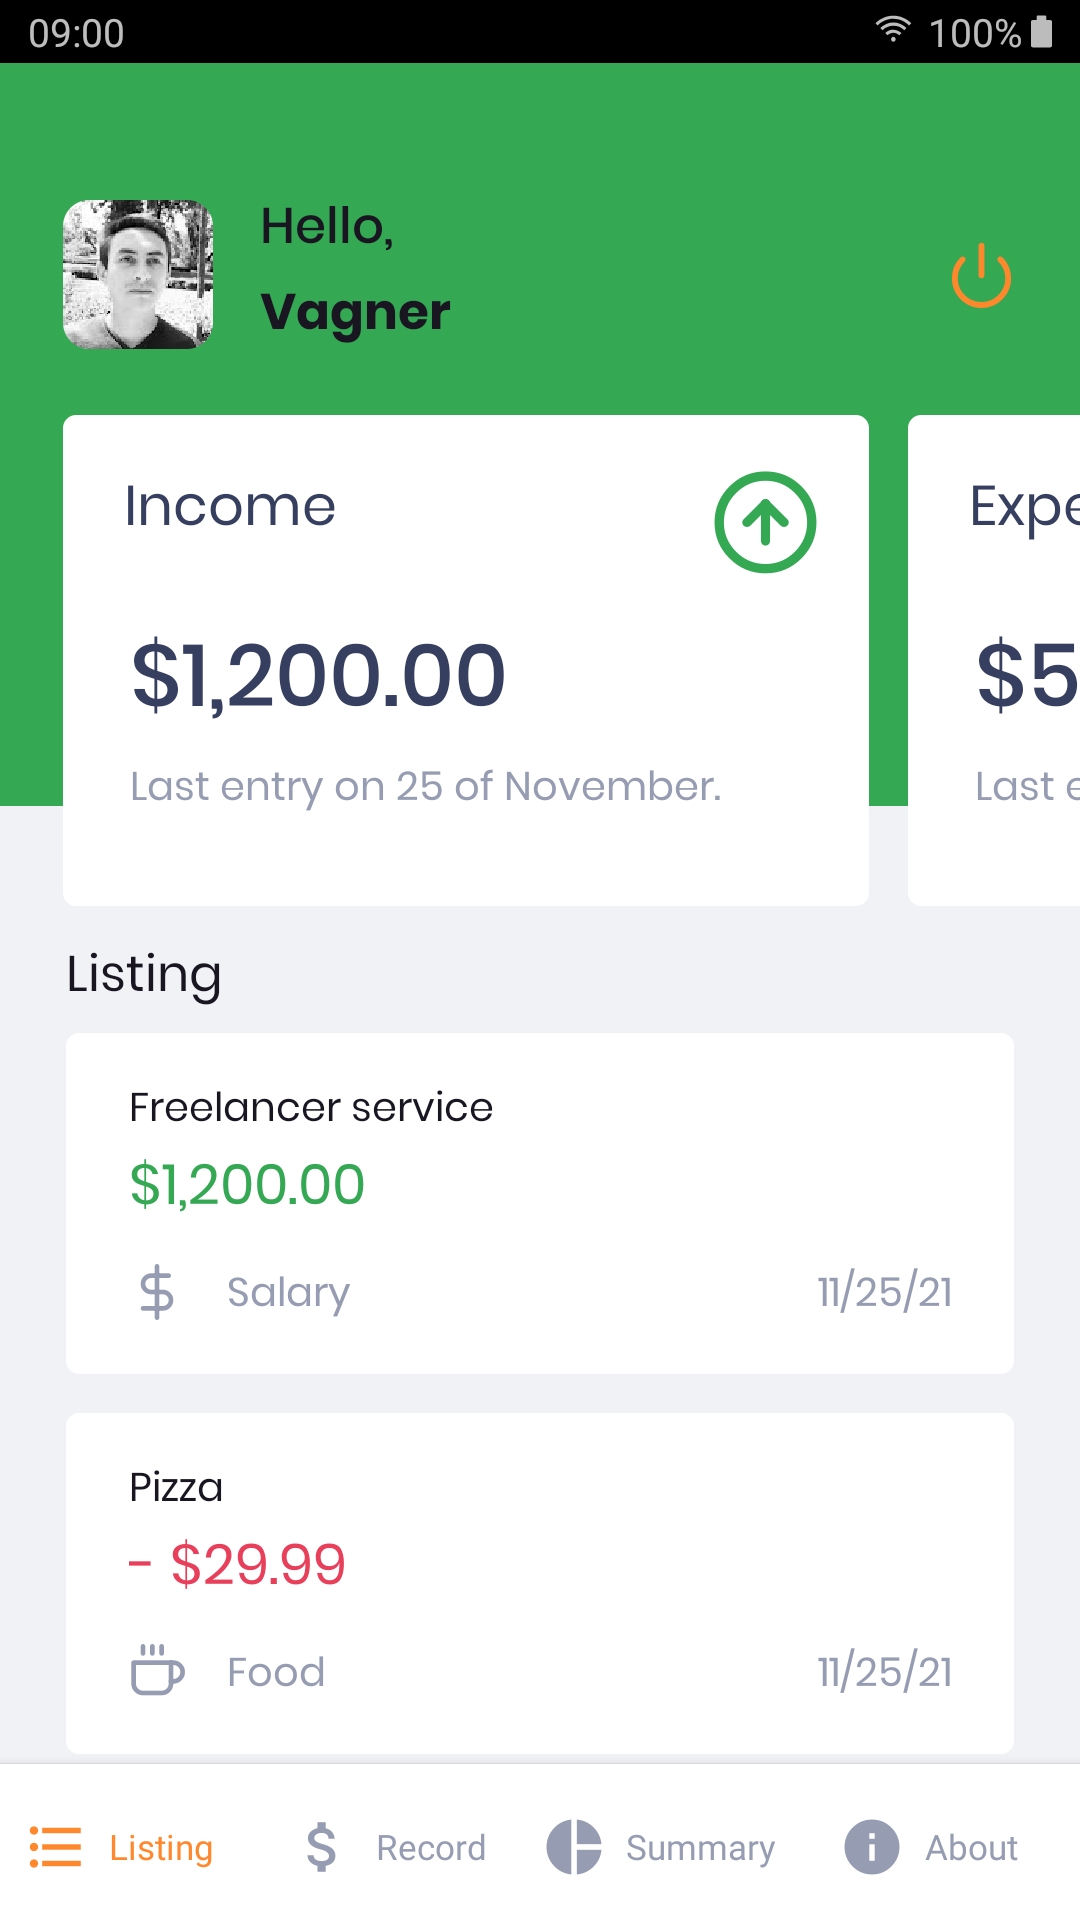 09:00
100%
Hello,
Vagner
Income
$1,200.00
Last entry on 25 of November.
Expe
$5
Last e
Listing
Freelancer service
$1,200.00
Salary
11/25/21
Pizza
- $29.99
Food
11/25/21
Listing
Record
Summary
About